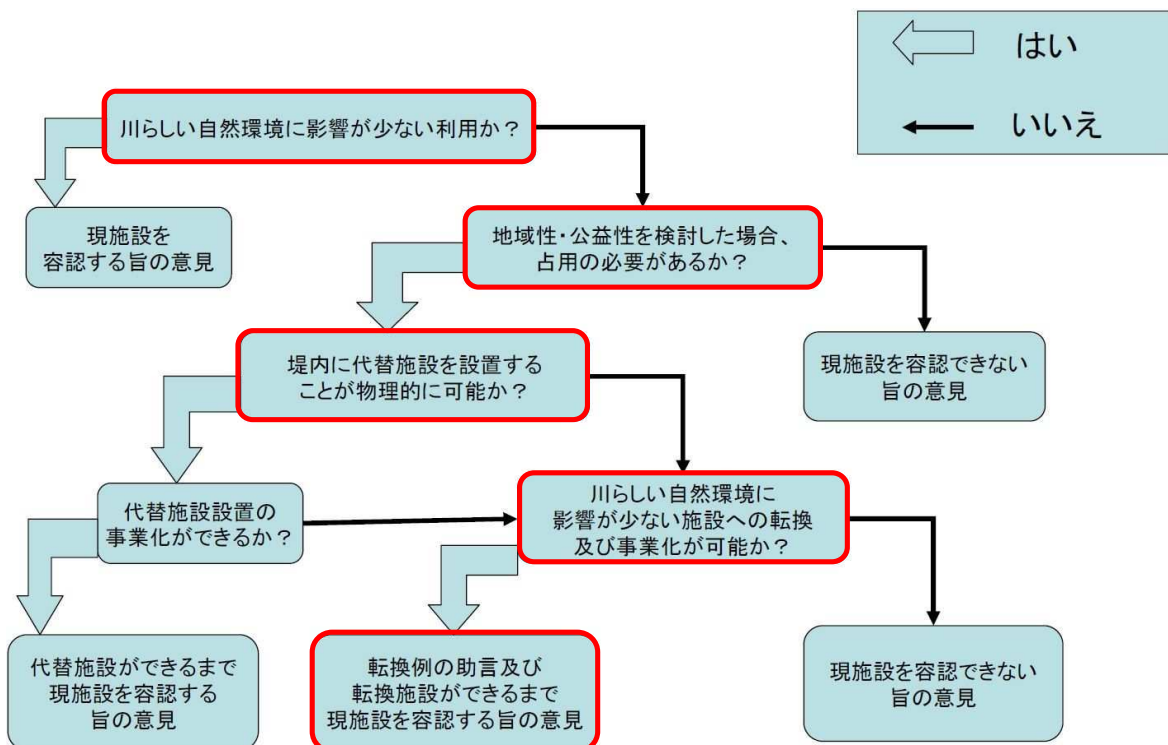 はい
いいえ
川らしい自然環境に影響が少ない利用か？
現施設を
容認する旨の意見
地域性・公益性を検討した場合、
占用の必要があるか？
堤内に代替施設を設置する
ことが物理的に可能か？
現施設を容認できない
旨の意見
代替施設設置の
事業化ができるか？
川らしい自然環境に
影響が少ない施設への転換
及び事業化が可能か？
代替施設ができるまで
現施設を容認する
旨の意見
転換例の助言及び
転換施設ができるまで
現施設を容認する旨の意見
現施設を容認できない
旨の意見